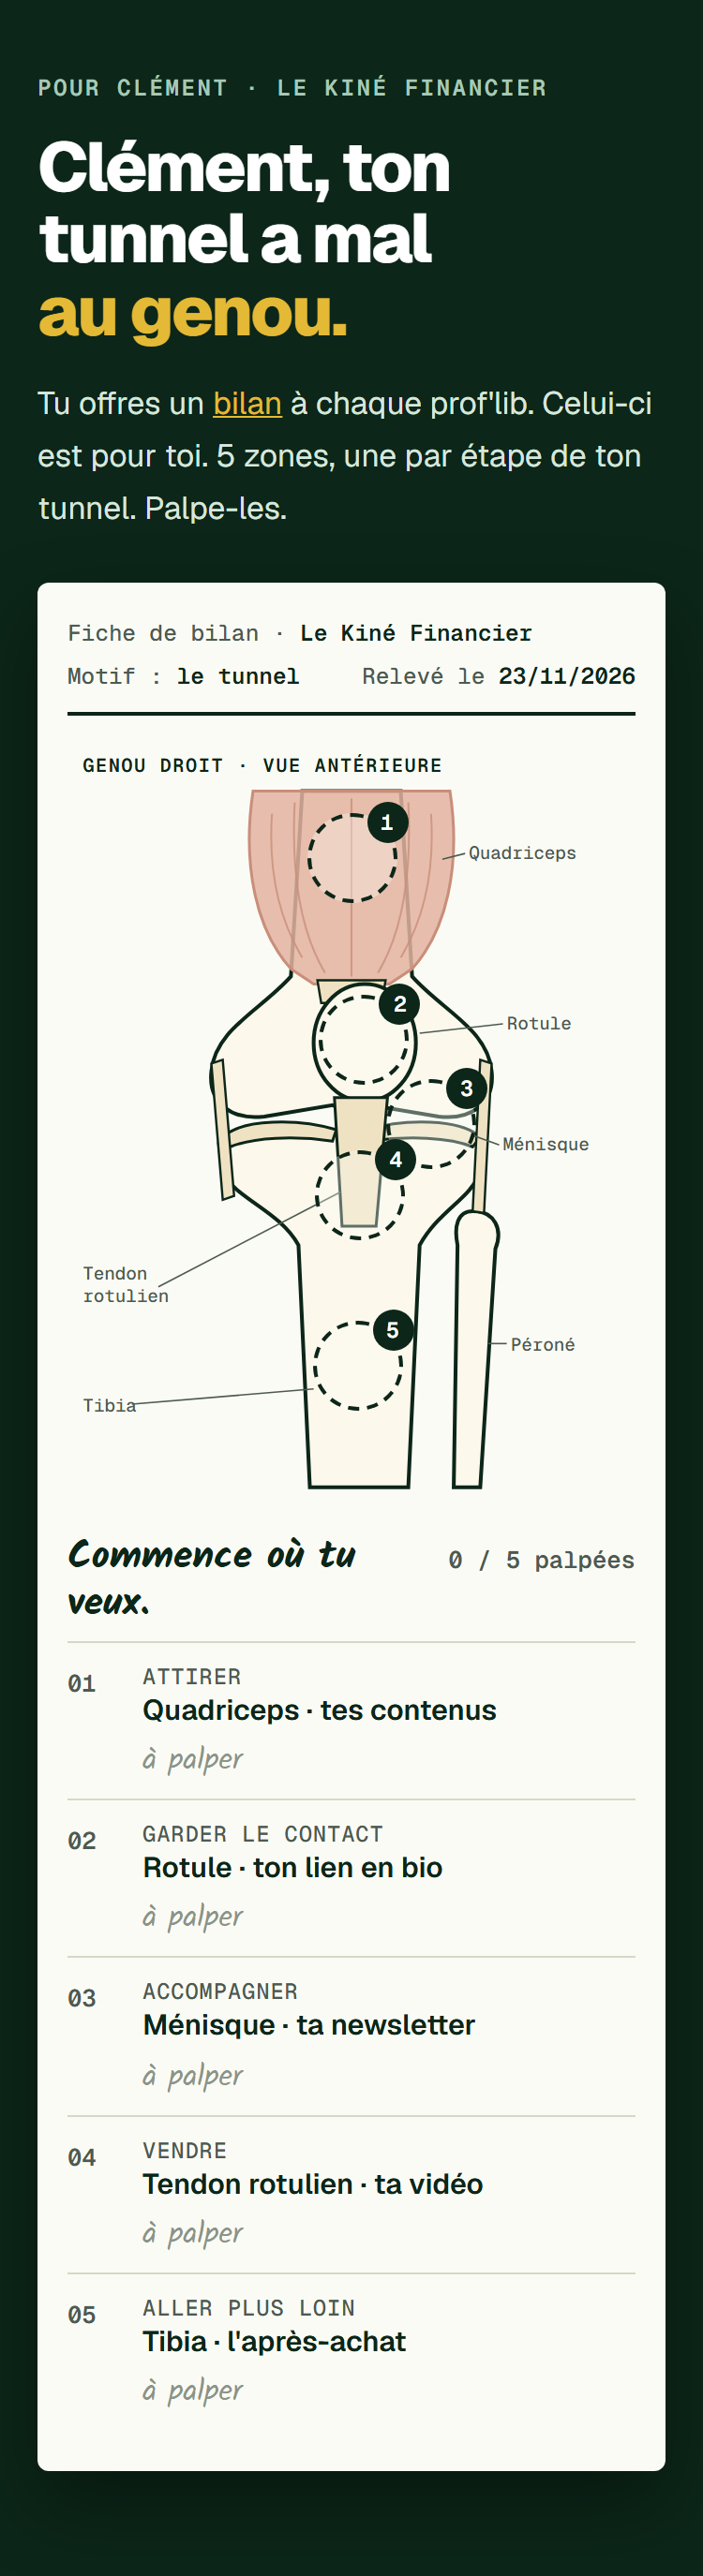 POUR CLÉMENT · LE KINÉ FINANCIER
Clément, ton
tunnel a mal
au genou.
Tu offres un bilan à chaque prof'lib. Celui-ci
est pour toi. 5 zones, une par étape de ton
tunnel. Palpe-les.
Fiche de bilan · Le Kiné Financier
Motif : le tunnel Relevé le 23/11/2026
GENOU DROIT · VUE ANTÉRIEURE
1
Quadriceps
2
Rotule
3
Ménisque
4
Tendon
rotulien
5
Péroné
Tibia
Commence où tu
veux.
0 / 5 palpées
01 ATTIRER
Quadriceps · tes contenus
à palper
02 GARDER LE CONTACT
Rotule · ton lien en bio
à palper
03 ACCOMPAGNER
Ménisque · ta newsletter
à palper
04 VENDRE
Tendon rotulien · ta vidéo
à palper
05 ALLER PLUS LOIN
Tibia · l'après-achat
à palper